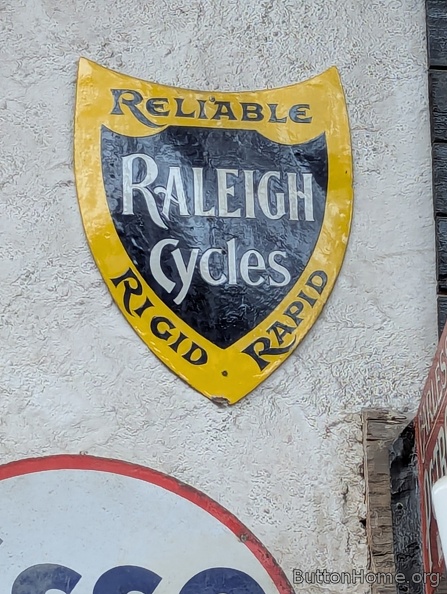 RELIABLE
RALEIGH
Cycles
RIGID
RAPID
ButtonHome.org